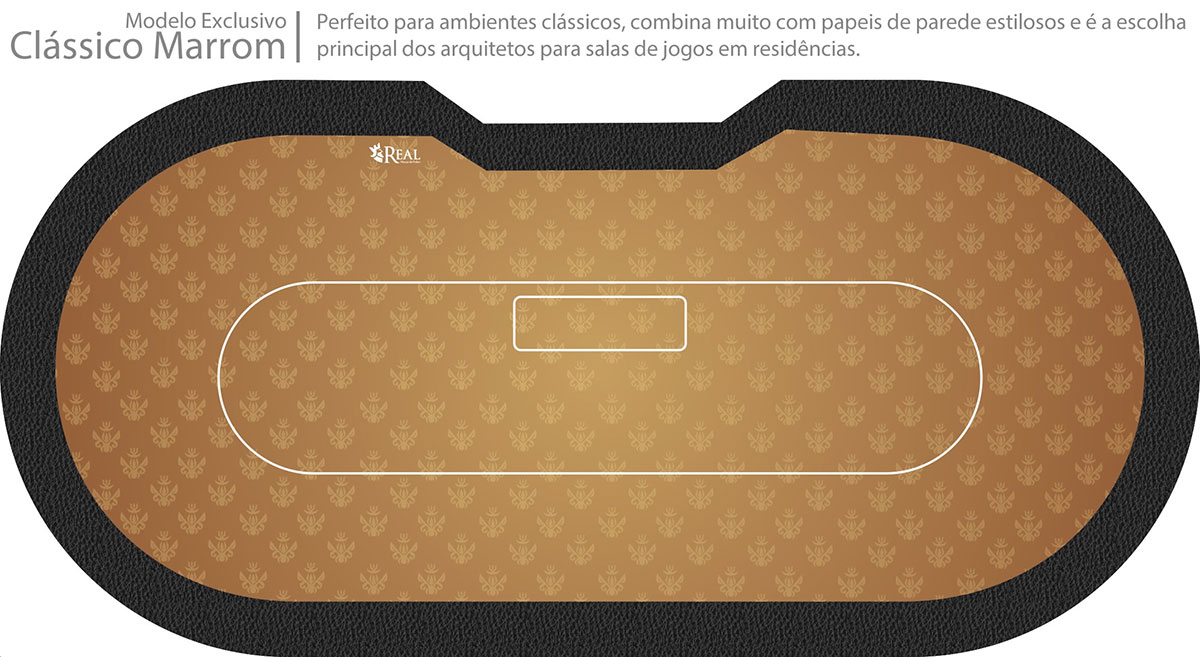 Modelo Exclusivo
Clássico Marrom
Perfeito para ambientes clássicos, combina muito com papeis de parede estilosos e é a escolha
principal dos arquitetos para salas de jogos em residências.
REAL